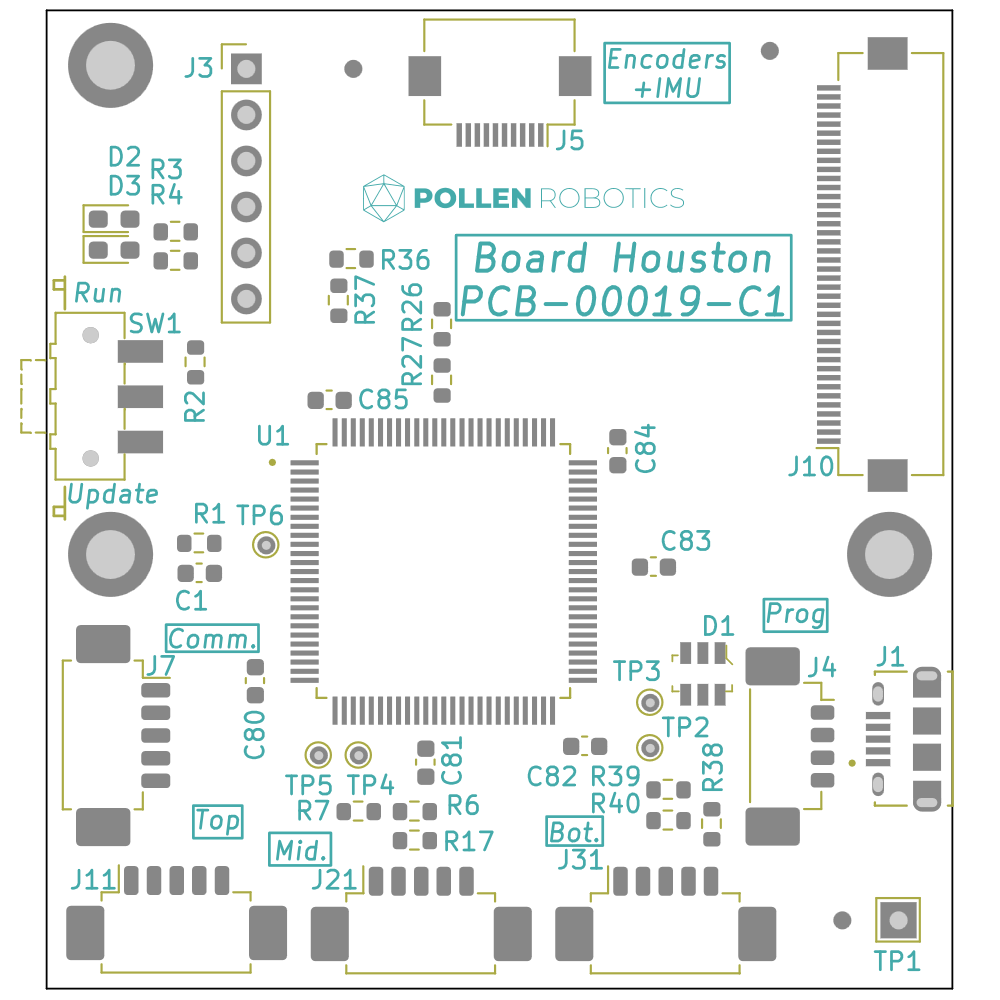 J3
Encoders
+IMU
J5
D2
D3
R3
R4
POLLEN ROBOTICS
R36
Board Houston
PCB-00019-C1
Run
R37
R26
R27
SW1
R2
C85
U1
C84
J10
Update
R1
TP6
C83
C1
Prog
Comm.
D1
J7
TP3
J4
J1
C80
TP2
C81
R38
TP5
TP4
C82
R39
R40
R7
R6
Top
Mid.
R17
Bot.
J31
J11
J21
TP1